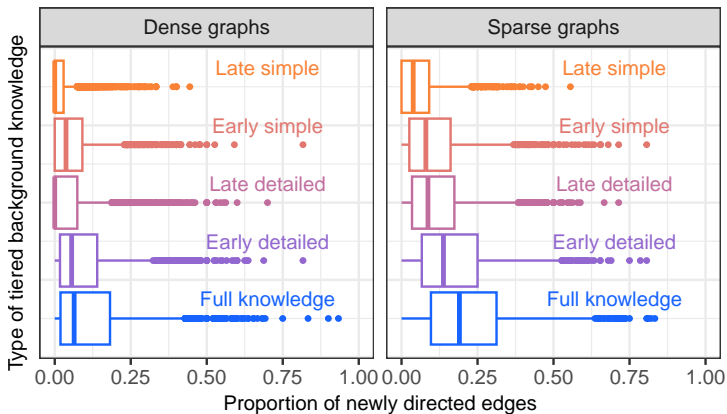 Dense graphs
Sparse graphs
Type of tiered background knowledge
Late simple
Early simple
Late detailed
Early detailed
Full knowledge
Late simple
Early simple
Late detailed
Early detailed
Full knowledge
0.00 0.25 0.50 0.75 1.00
0.00 0.25 0.50 0.75 1.00
Proportion of newly directed edges